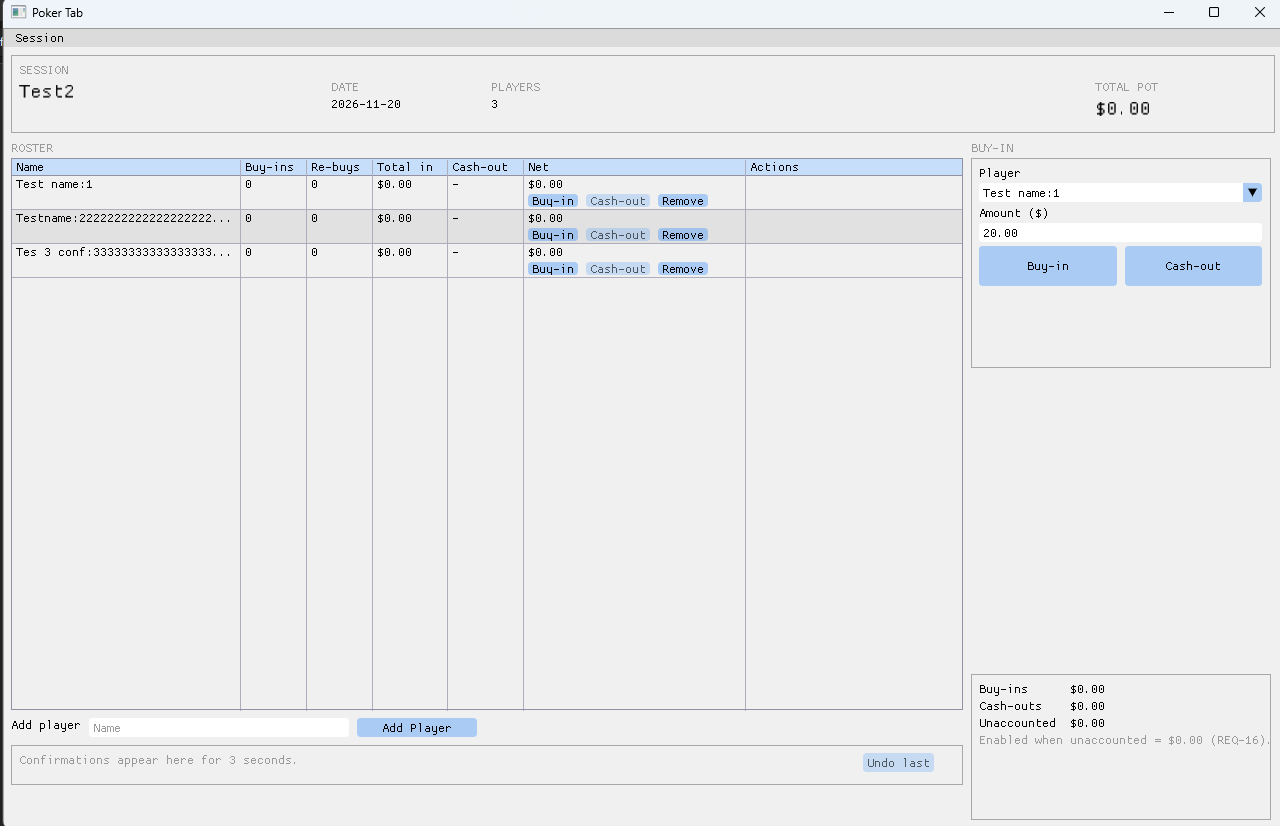 Poker Tab
Session
SESSION
Test2
DATE
2026-11-20
PLAYERS
3
TOTAL POT
$0.00
ROSTER
Name Buy-ins Re-buys Total in Cash-out Net Actions
Test name:1 0 0 $0.00 - $0.00
Buy-in Cash-out Remove
Testname:2222222222222222222... 0 0 $0.00 - $0.00
Buy-in Cash-out Remove
Tes 3 conf:33333333333333333... 0 0 $0.00 - $0.00
Buy-in Cash-out Remove
Add player Name Add Player
Confirmations appear here for 3 seconds. Undo last
BUY-IN
Player
Test name:1
Amount ($)
20.00
Buy-in Cash-out
Buy-ins $0.00
Cash-outs $0.00
Unaccounted $0.00
Enabled when unaccounted = $0.00 (REQ-16).